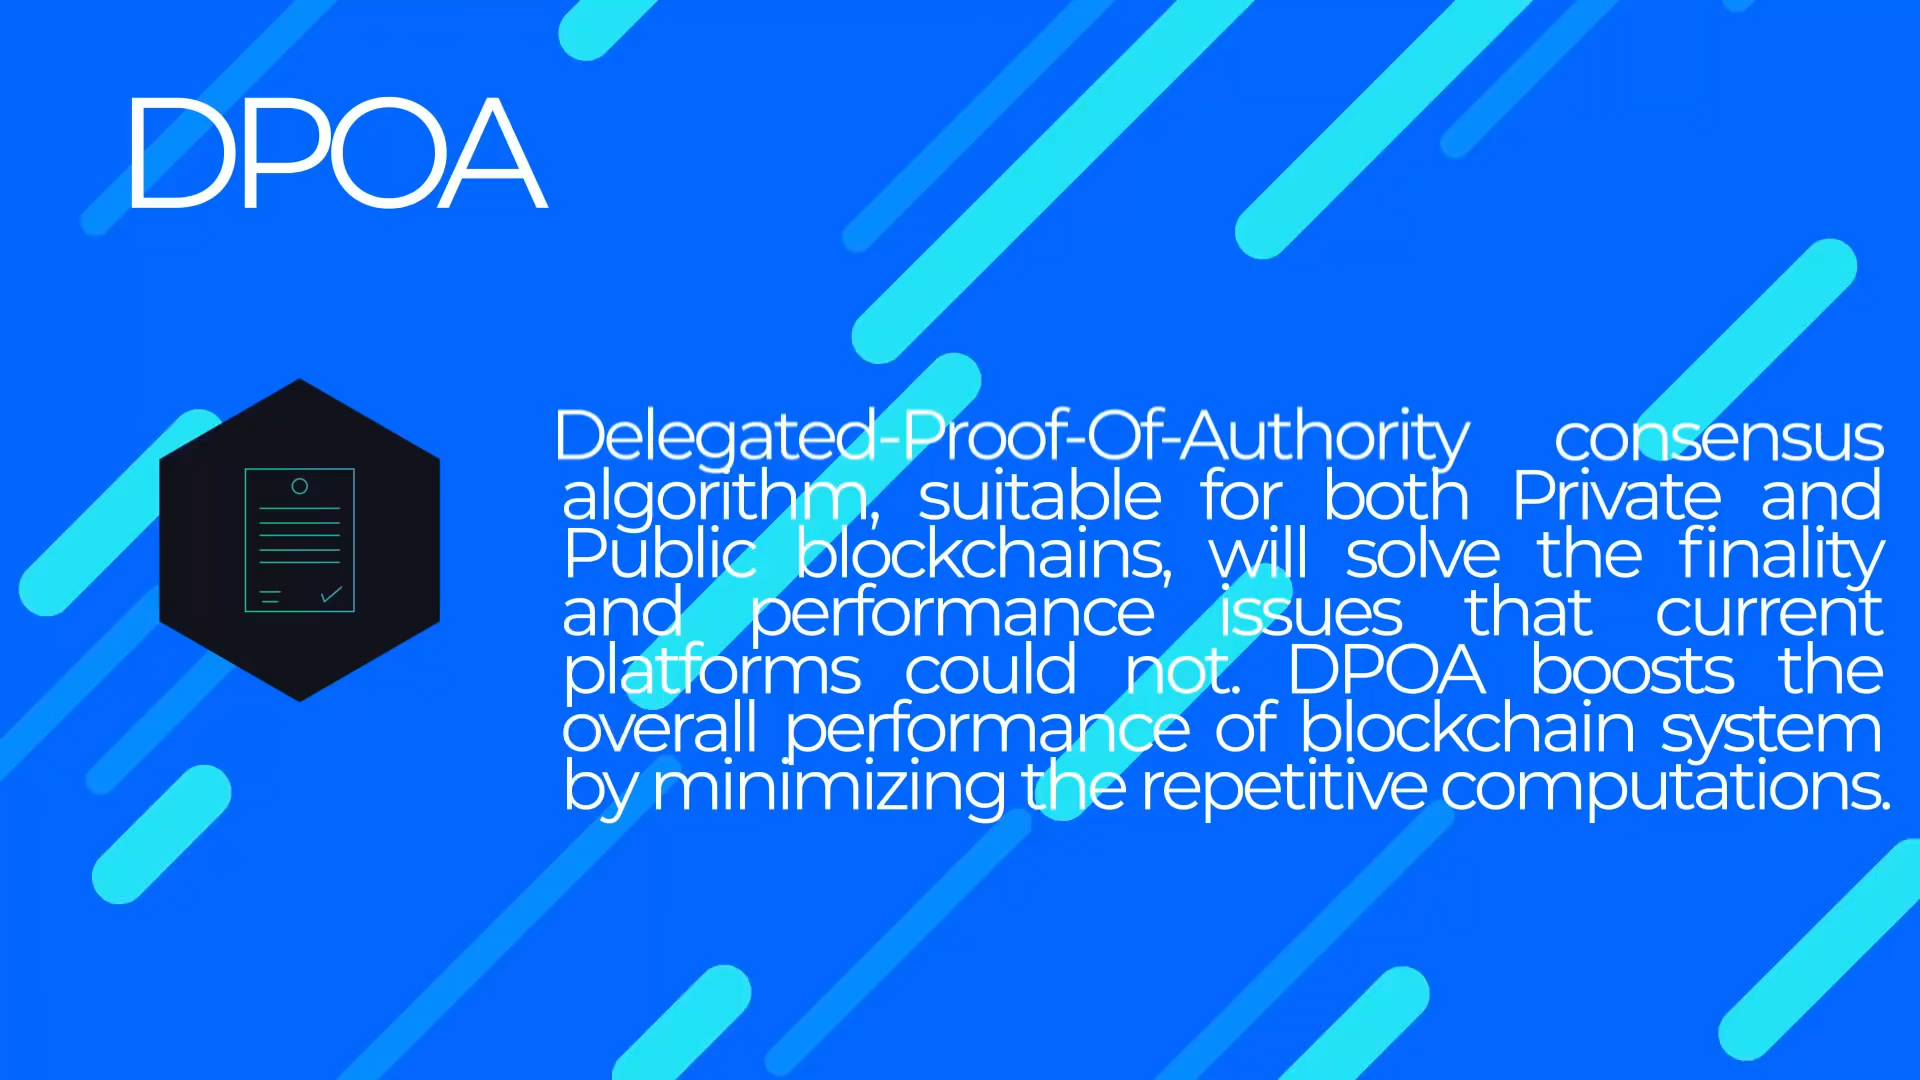 DPOA
Delegated-Proof-Of-Authority consensus
algorithm, suitable for both Private and
Public blockchains, will solve the finality
and performance issues that current
platforms could not. DPOA boosts the
overall performance of blockchain system
by minimizing the repetitive computations.